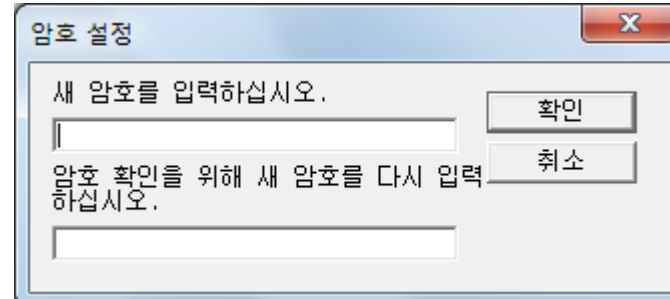 암호 설정
새 암호를 입력하십시오.
확인
취소
암호 확인을 위해 새 암호를 다시 입력
하십시오.